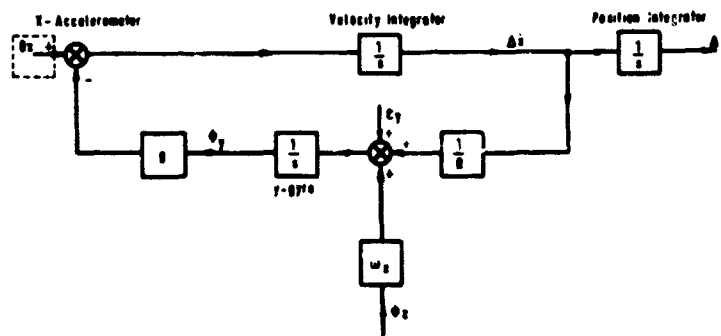 X-Accelerometer
Velocity Integrator
Position Integrator
+
1/s
Δẋ
1/s
Δ
-
g
ϕy
1/s
Y-Gyro
εy
+
+
+
1/R
ωz
ϕz